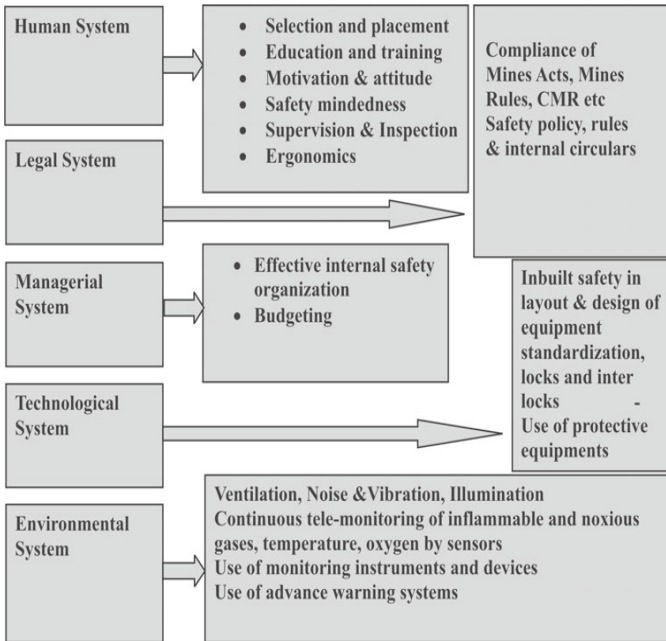 Human System
• Selection and placement
• Education and training
• Motivation & attitude
• Safety mindedness
• Supervision & Inspection
• Ergonomics
Legal System
Compliance of
Mines Acts, Mines
Rules, CMR etc
Safety policy, rules
& internal circulars
Managerial
System
• Effective internal safety
organization
• Budgeting
Technological
System
Inbuilt safety in
layout & design of
equipment
standardization,
locks and inter
locks -
Use of protective
equipments
Environmental
System
Ventilation, Noise &Vibration, Illumination
Continuous tele-monitoring of inflammable and noxious
gases, temperature, oxygen by sensors
Use of monitoring instruments and devices
Use of advance warning systems